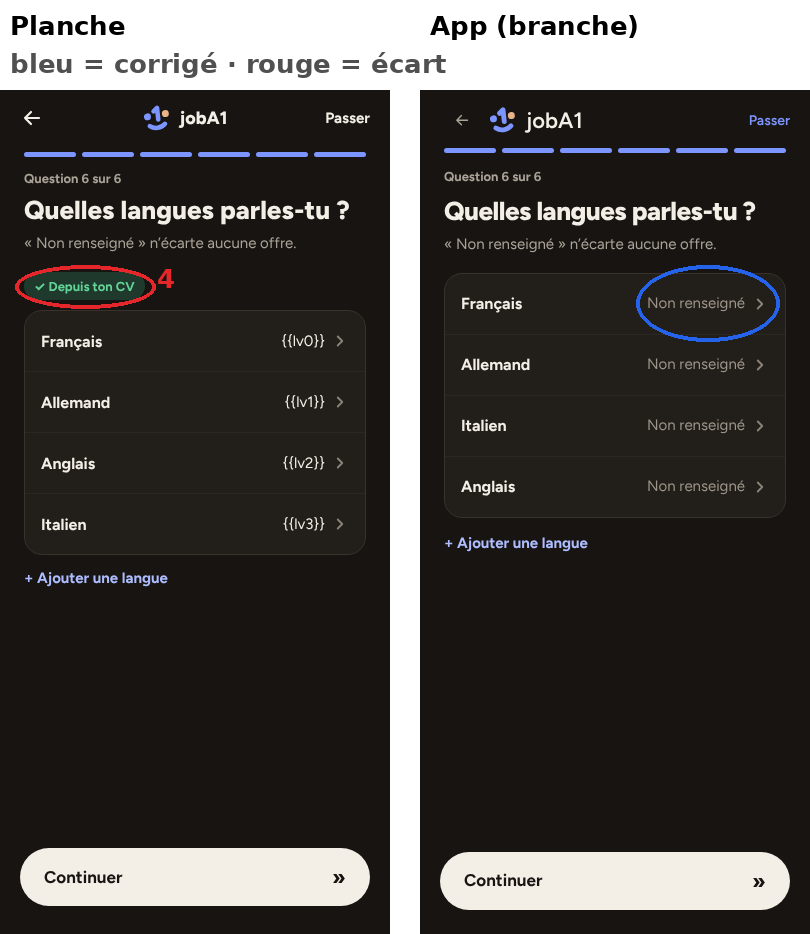 Planche
App (branche)
bleu = corrigé · rouge = écart
jobA1
Passer
Question 6 sur 6
Quelles langues parles-tu ?
« Non renseigné » n’écarte aucune offre.
✓ Depuis ton CV
4
Français {{lv0}}
Allemand {{lv1}}
Anglais {{lv2}}
Italien {{lv3}}
+ Ajouter une langue
Continuer »
jobA1
Passer
Question 6 sur 6
Quelles langues parles-tu ?
« Non renseigné » n’écarte aucune offre.
Français Non renseigné
Allemand Non renseigné
Italien Non renseigné
Anglais Non renseigné
+ Ajouter une langue
Continuer »